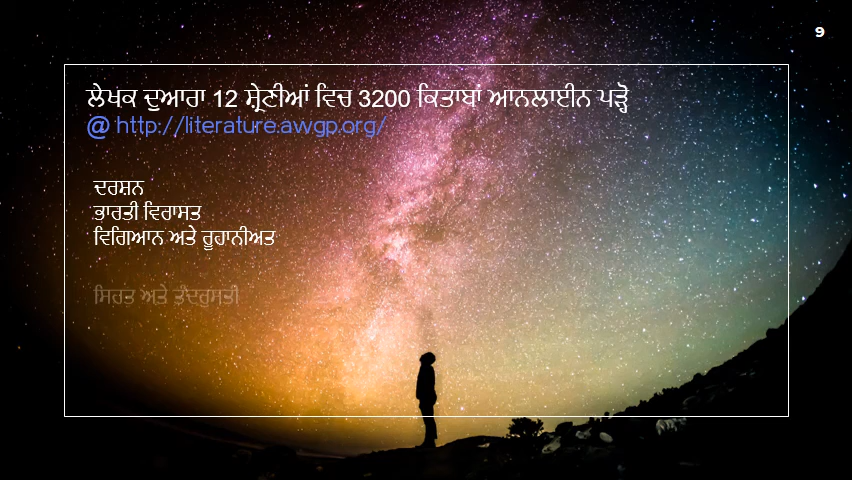 9
ਲੇਖਕ ਦੁਆਰਾ 12 ਸ਼੍ਰੇਣੀਆਂ ਵਿਚ 3200 ਕਿਤਾਬਾਂ ਆਨਲਾਈਨ ਪੜ੍ਹੋ
@ http://literature.awgp.org/
ਦਰਸ਼ਨ
ਭਾਰਤੀ ਵਿਰਾਸਤ
ਵਿਗਿਆਨ ਅਤੇ ਰੂਹਾਨੀਅਤ
ਸਿਰਤ ਅਤੇ ਤੰਦਰੁਸਤੀ